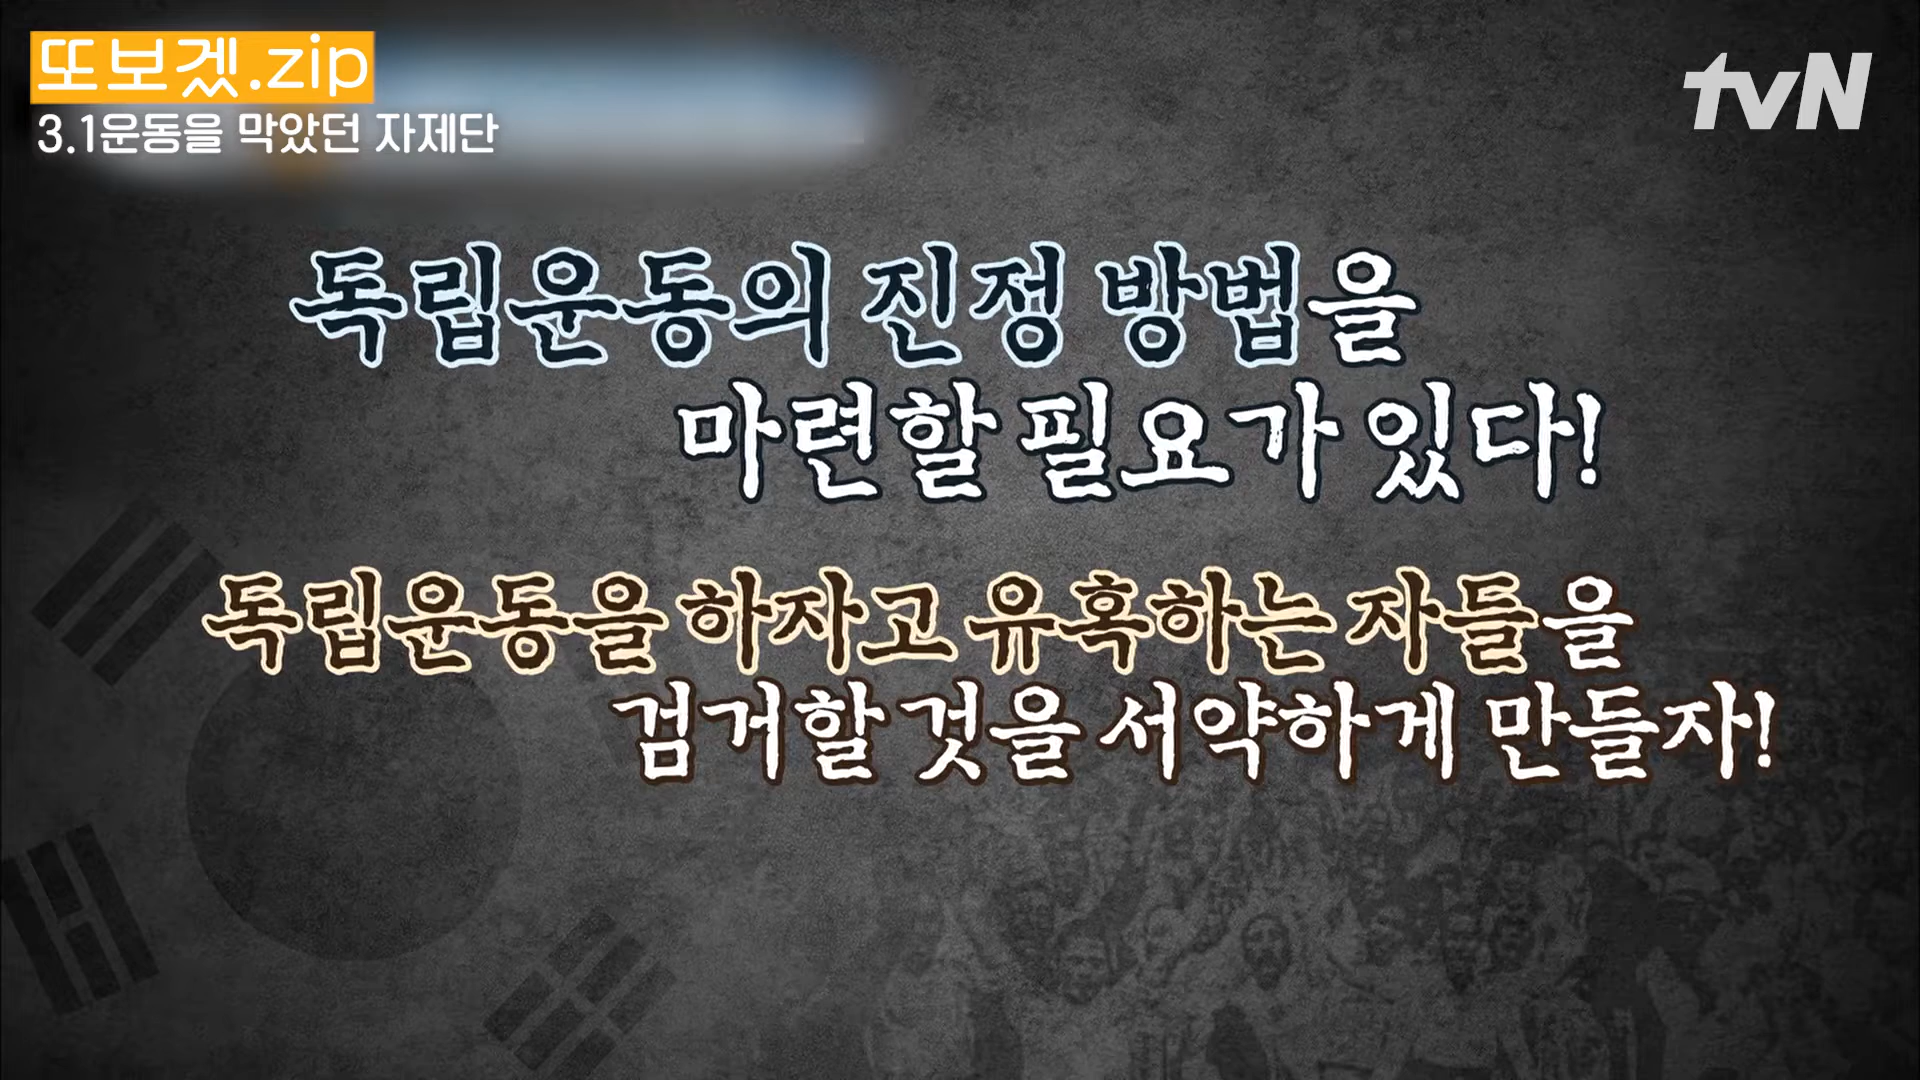 또보겠.zip
3.1운동을 막았던 자제단
tvN
독립운동의 진정 방법을
마련할 필요가 있다!
독립운동을 하자고 유혹하는 자들을
검거할 것을 서약하게 만들자!